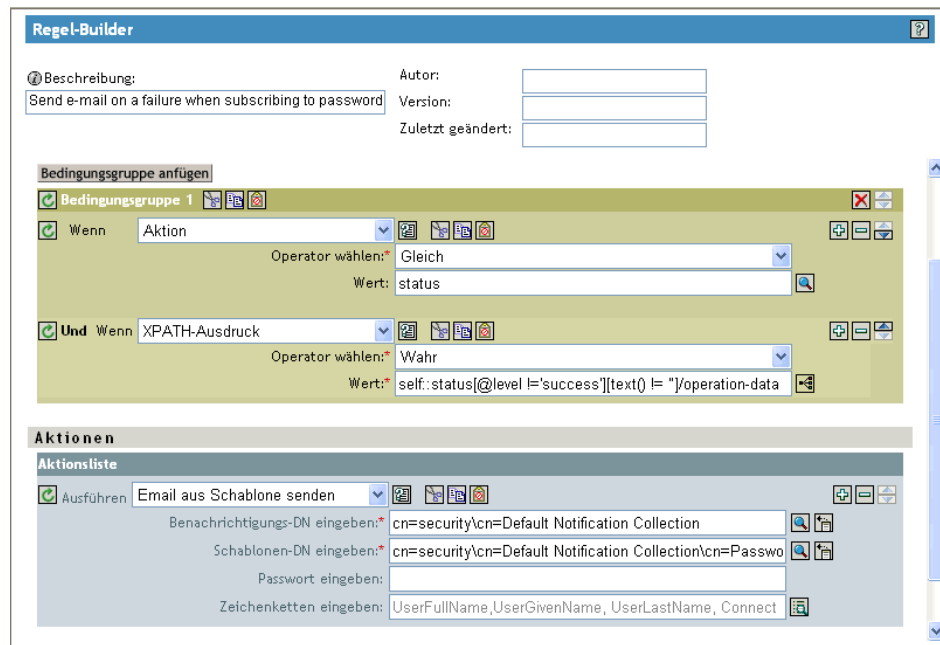 Regel-Builder
?
Beschreibung:
Send e-mail on a failure when subscribing to password
Autor:
Version:
Zuletzt geändert:
Bedingungsgruppe anfügen
Bedingungsgruppe 1
Wenn Aktion
Operator wählen:* Gleich
Wert: status
Und Wenn XPATH-Ausdruck
Operator wählen:* Wahr
Wert:* self::status[@level !='success'][text() != '']/operation-data
Aktionen
Aktionsliste
Ausführen Email aus Schablone senden
Benachrichtigungs-DN eingeben:* cn=security\cn=Default Notification Collection
Schablonen-DN eingeben:* cn=security\cn=Default Notification Collection\cn=Passwo
Passwort eingeben:
Zeichenketten eingeben: UserFullName,UserGivenName, UserLastName, Connect